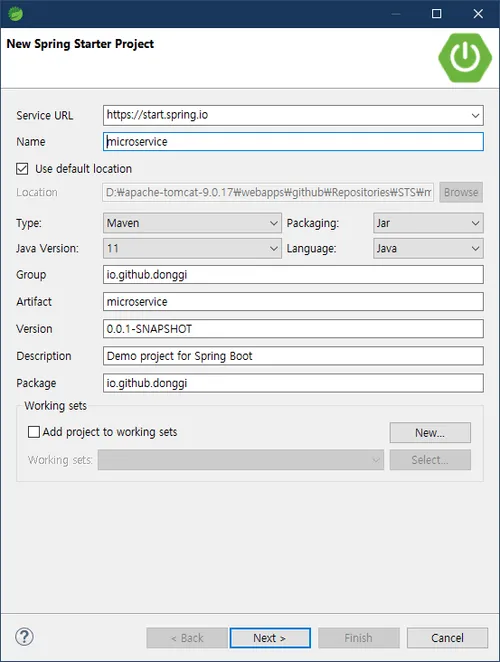 New Spring Starter Project
Service URL https://start.spring.io
Name microservice
Use default location
Location D:₩apache-tomcat-9.0.17₩webapps₩github₩Repositories₩STS₩m Browse
Type: Maven Packaging: Jar
Java Version: 11 Language: Java
Group io.github.donggi
Artifact microservice
Version 0.0.1-SNAPSHOT
Description Demo project for Spring Boot
Package io.github.donggi
Working sets
Add project to working sets New...
Working sets: Select...
? < Back Next > Finish Cancel